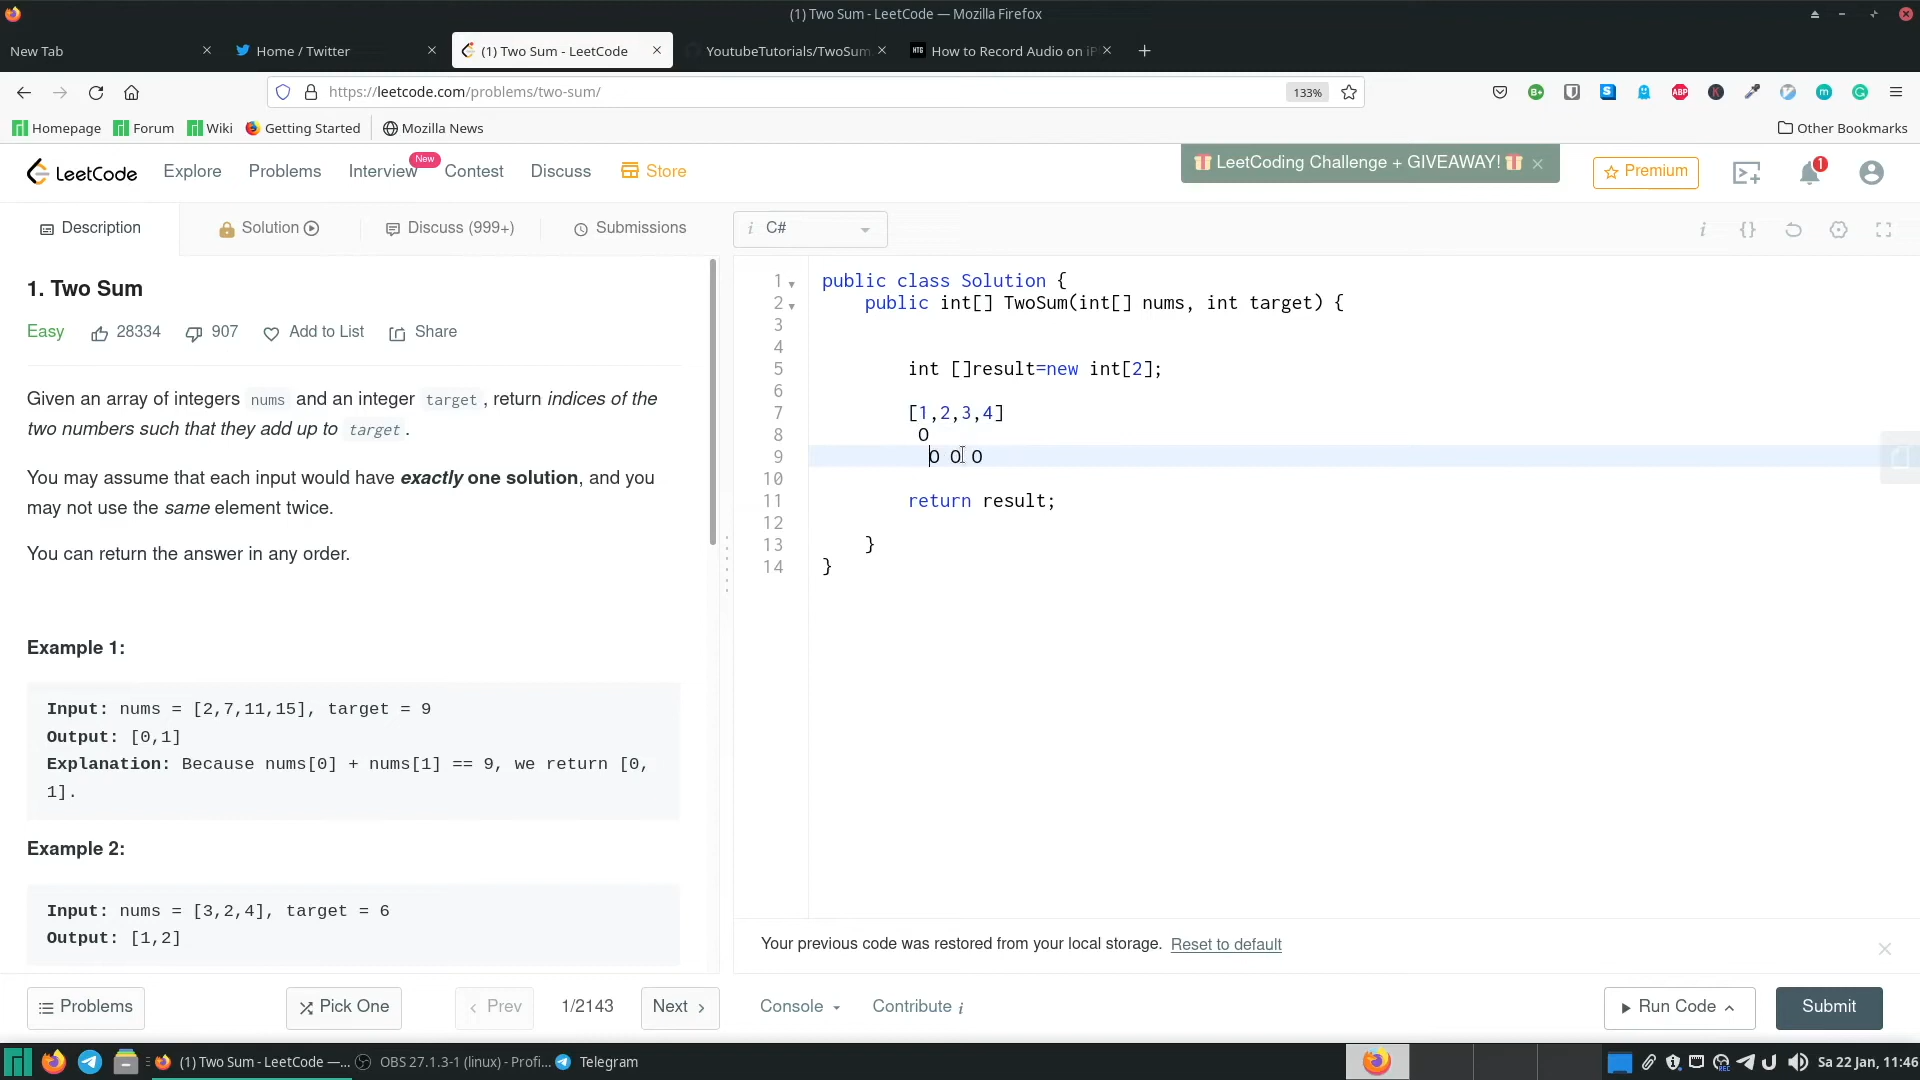 (1) Two Sum - LeetCode — Mozilla Firefox
New Tab
Home / Twitter
(1) Two Sum - LeetCode
YoutubeTutorials/TwoSum
How to Record Audio on iP
https://leetcode.com/problems/two-sum/
133%
Homepage
Forum
Wiki
Getting Started
Mozilla News
Other Bookmarks
LeetCode
Explore
Problems
Interview
New
Contest
Discuss
Store
LeetCoding Challenge + GIVEAWAY!
Premium
1
Description
Solution
Discuss (999+)
Submissions
i C#
1. Two Sum
Easy
28334
907
Add to List
Share
Given an array of integers nums and an integer target, return indices of the
two numbers such that they add up to target.
You may assume that each input would have exactly one solution, and you
may not use the same element twice.
You can return the answer in any order.
Example 1:
Input: nums = [2,7,11,15], target = 9
Output: [0,1]
Explanation: Because nums[0] + nums[1] == 9, we return [0,
1].
Example 2:
Input: nums = [3,2,4], target = 6
Output: [1,2]
1 public class Solution {
2 public int[] TwoSum(int[] nums, int target) {
3
4
5 int []result=new int[2];
6
7 [1,2,3,4]
8 O
9 O O O
10
11 return result;
12
13 }
14 }
Your previous code was restored from your local storage. Reset to default
Problems
Pick One
Prev
1/2143
Next
Console
Contribute i
Run Code
Submit
(1) Two Sum - LeetCode —...
OBS 27.1.3-1 (linux) - Profi...
Telegram
Sa 22 Jan, 11:46